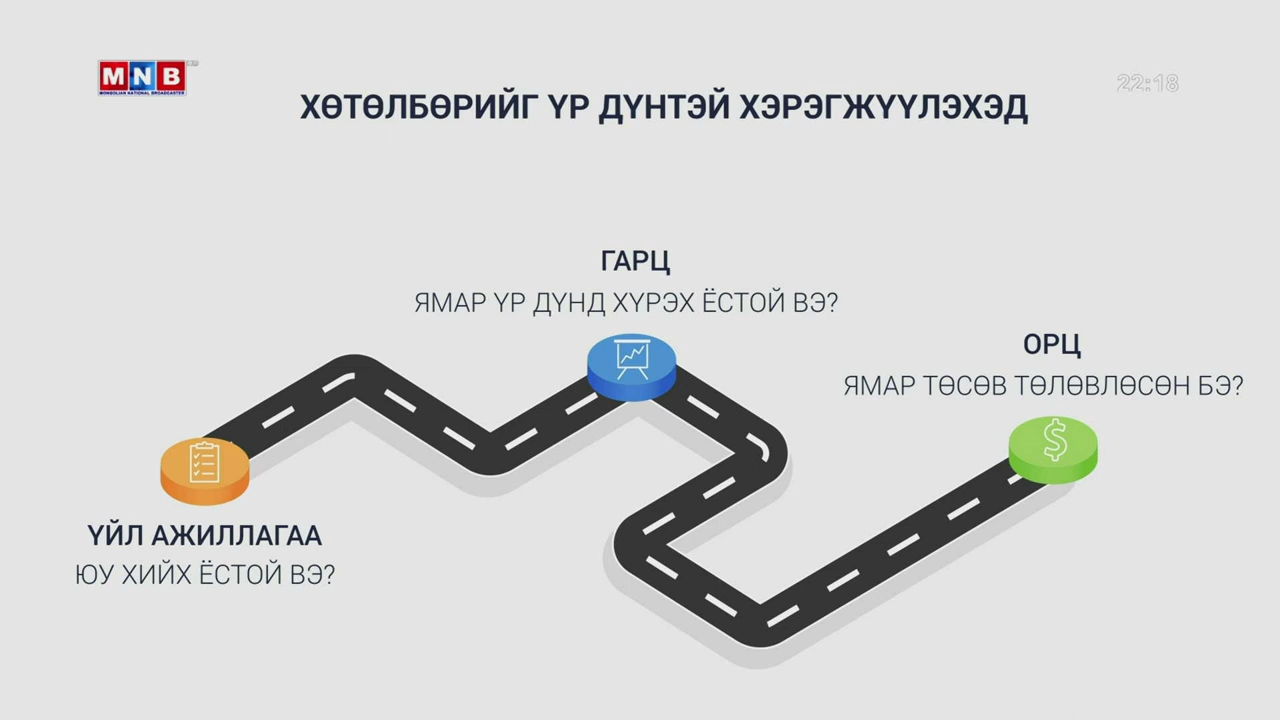 MNB
MONGOLIAN NATIONAL BROADCASTER
22:18
ХӨТӨЛБӨРИЙГ ҮР ДҮНТЭЙ ХЭРЭГЖҮҮЛЭХЭД
ГАРЦ
ЯМАР ҮР ДҮНД ХҮРЭХ ЁСТОЙ ВЭ?
ОРЦ
ЯМАР ТӨСӨВ ТӨЛӨВЛӨСӨН БЭ?
ҮЙЛ АЖИЛЛАГАА
ЮУ ХИЙХ ЁСТОЙ ВЭ?